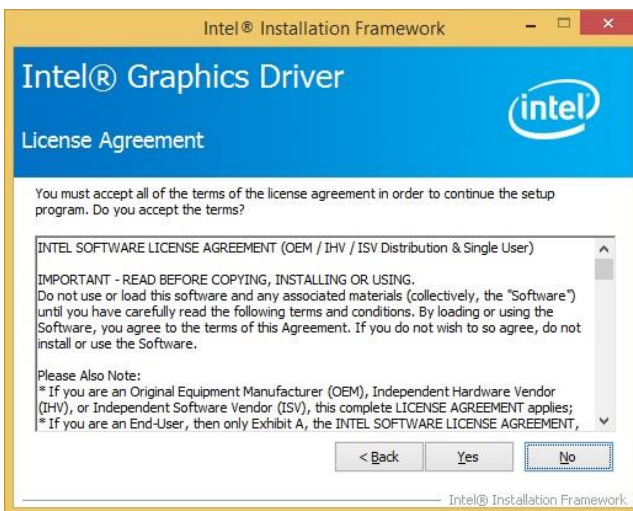 Intel® Installation Framework
Intel® Graphics Driver
intel
License Agreement
You must accept all of the terms of the license agreement in order to continue the setup
program. Do you accept the terms?
INTEL SOFTWARE LICENSE AGREEMENT (OEM / IHV / ISV Distribution & Single User)
IMPORTANT - READ BEFORE COPYING, INSTALLING OR USING.
Do not use or load this software and any associated materials (collectively, the "Software")
until you have carefully read the following terms and conditions. By loading or using the
Software, you agree to the terms of this Agreement. If you do not wish to so agree, do not
install or use the Software.
Please Also Note:
* If you are an Original Equipment Manufacturer (OEM), Independent Hardware Vendor
(IHV), or Independent Software Vendor (ISV), this complete LICENSE AGREEMENT applies;
* If you are an End-User, then only Exhibit A, the INTEL SOFTWARE LICENSE AGREEMENT,
< Back Yes No
Intel® Installation Framework